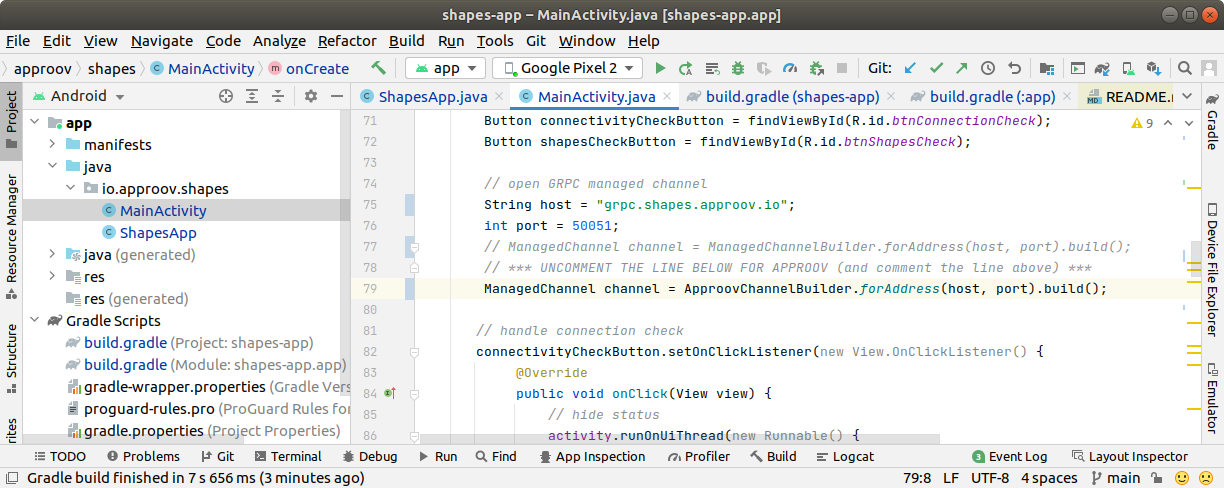 shapes-app – MainActivity.java [shapes-app.app]
File Edit View Navigate Code Analyze Refactor Build Run Tools Git Window Help
approov shapes C MainActivity m onCreate app Google Pixel 2 Git:
Project
Resource Manager
Structure
Android
app
manifests
java
io.approov.shapes
C MainActivity
C ShapesApp
java (generated)
res
res (generated)
Gradle Scripts
build.gradle (Project: shapes-app)
build.gradle (Module: shapes-app.app)
gradle-wrapper.properties (Gradle Vers
proguard-rules.pro (ProGuard Rules for
gradle.properties (Project Properties)
C ShapesApp.java C MainActivity.java build.gradle (shapes-app) build.gradle (:app) MD README.
71 Button connectivityCheckButton = findViewById(R.id.btnConnectionCheck);
72 Button shapesCheckButton = findViewById(R.id.btnShapesCheck);
73
74 // open GRPC managed channel
75 String host = "grpc.shapes.approov.io";
76 int port = 50051;
77 // ManagedChannel channel = ManagedChannelBuilder.forAddress(host, port).build();
78 // *** UNCOMMENT THE LINE BELOW FOR APPROOV (and comment the line above) ***
79 ManagedChannel channel = ApproovChannelBuilder.forAddress(host, port).build();
80
81 // handle connection check
82 connectivityCheckButton.setOnClickListener(new View.OnClickListener() {
83 @Override
84 public void onClick(View view) {
85 // hide status
86 activity.runOnUiThread(new Runnable() {
9
Gradle
Device File Explorer
Emulator
TODO Problems Git Terminal Debug Run Find App Inspection Profiler Build Logcat 3 Event Log Layout Inspector
Gradle build finished in 7 s 656 ms (3 minutes ago) 79:8 LF UTF-8 4 spaces main